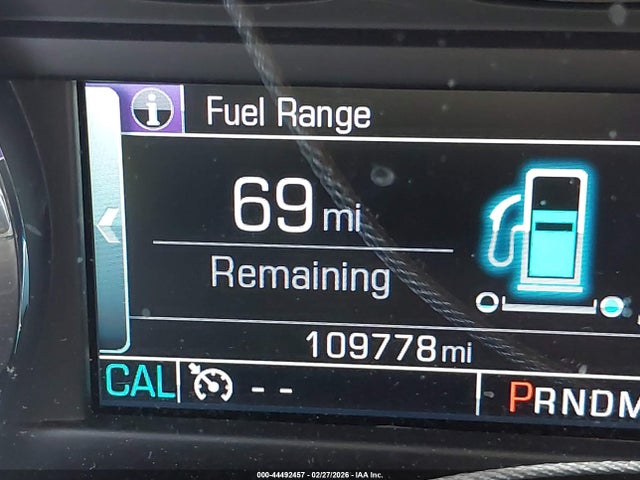 Fuel Range
69 mi
Remaining
109778 mi
CAL -- PRNDM
000-44492457 - 02/27/2026 - IAA Inc.